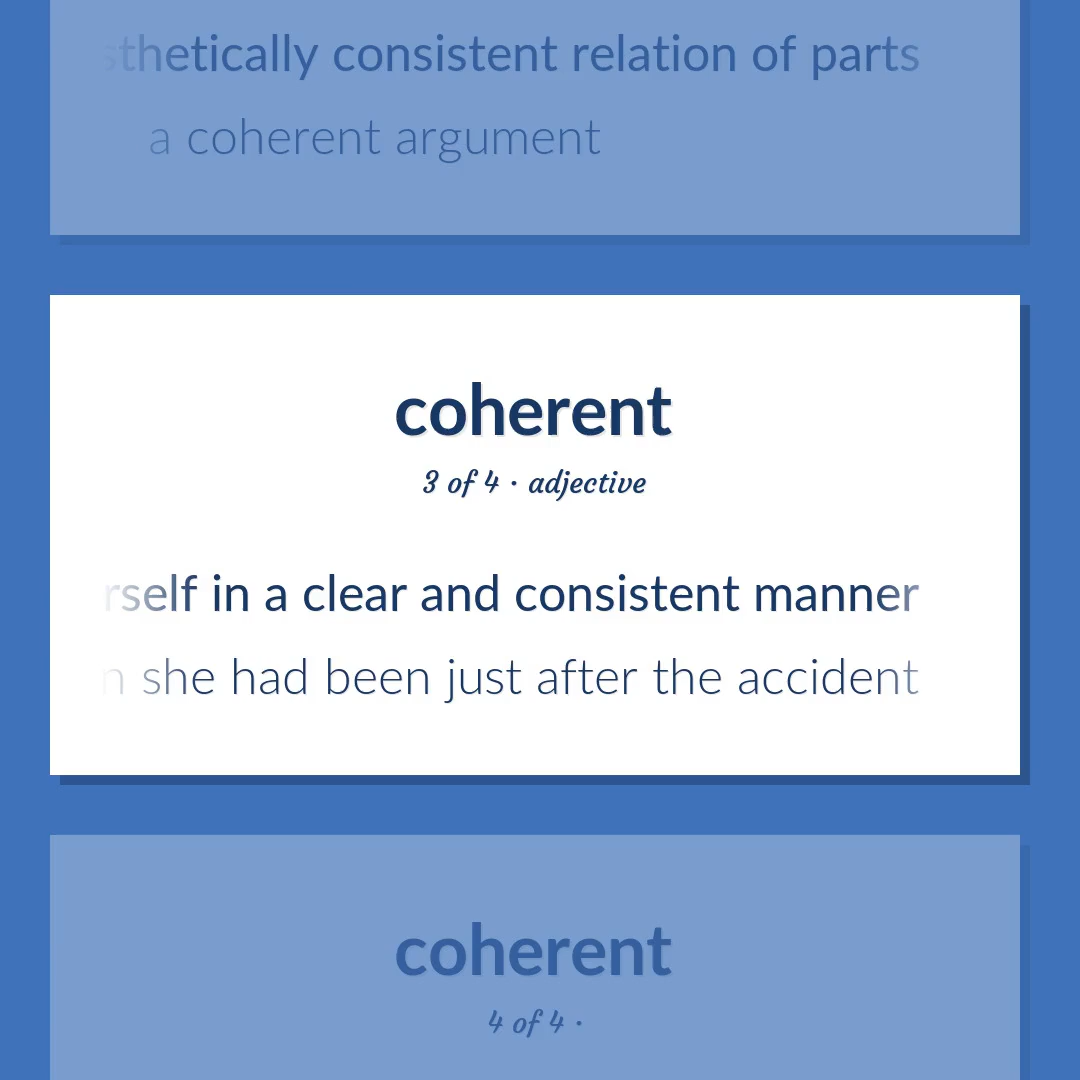 sthetically consistent relation of parts
a coherent argument
coherent
3 of 4 · adjective
rself in a clear and consistent manner
n she had been just after the accident
coherent
4 of 4 ·